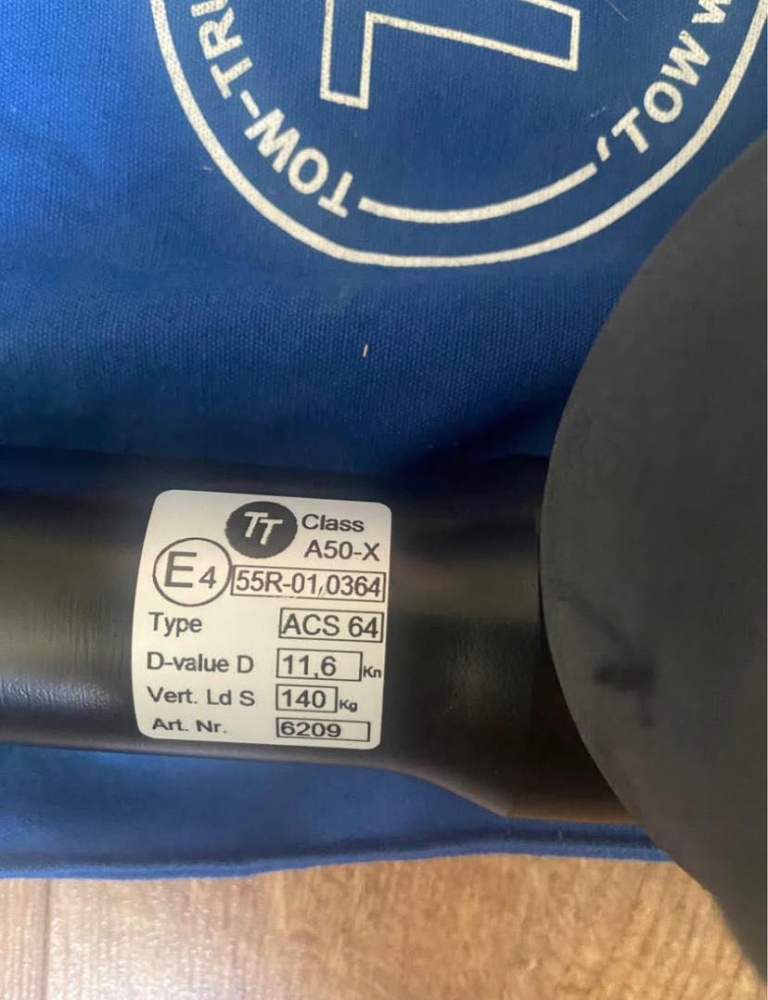 TOW-TR
'TOW
TT
Class
A50-X
E4
55R-01,0364
Type ACS 64
D-value D 11,6 Kn
Vert. Ld S 140 Kg
Art. Nr. 6209